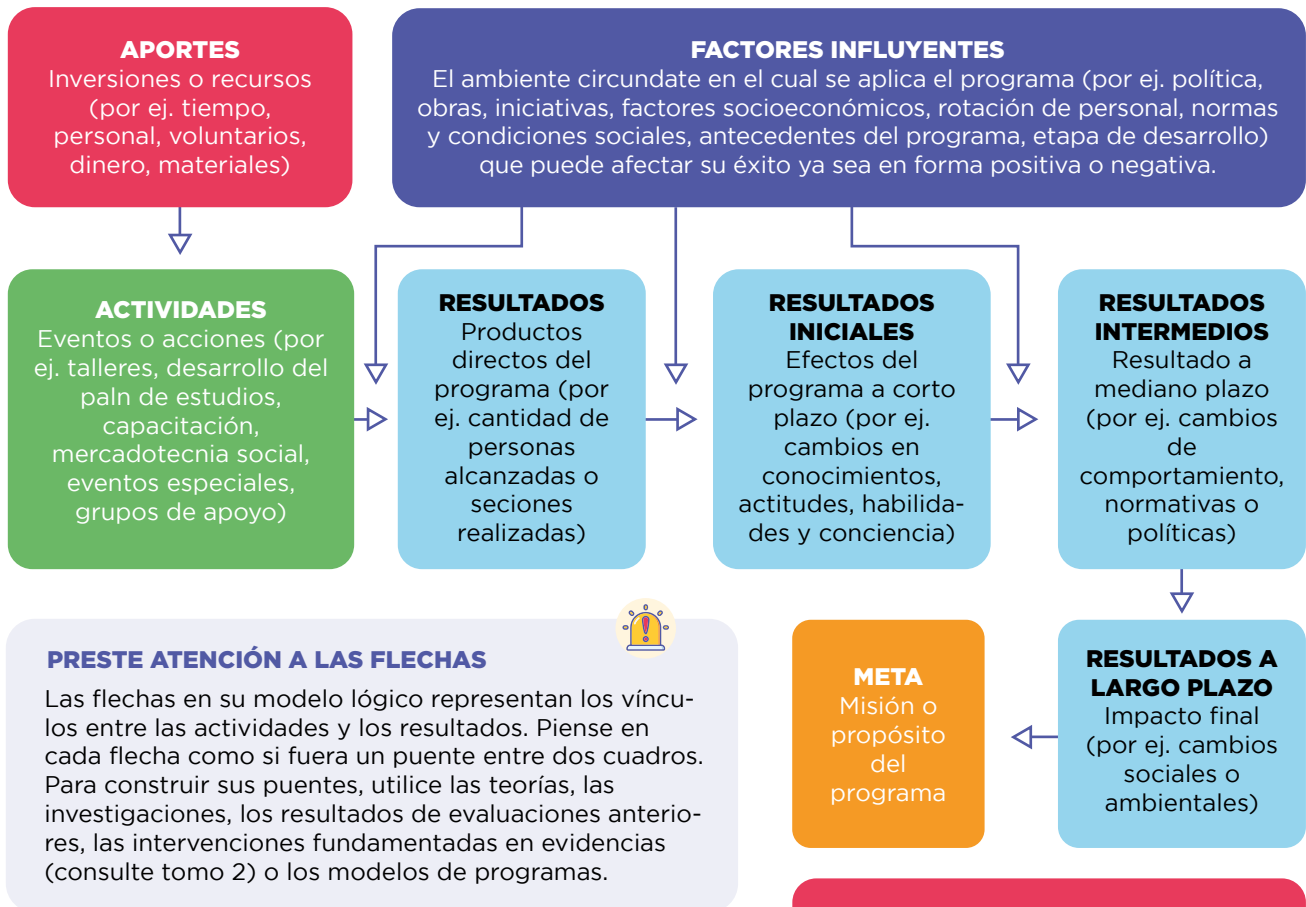 APORTES
Inversiones o recursos
(por ej. tiempo,
personal, voluntarios,
dinero, materiales)
FACTORES INFLUYENTES
El ambiente circundate en el cual se aplica el programa (por ej. política,
obras, iniciativas, factores socioeconómicos, rotación de personal, normas
y condiciones sociales, antecedentes del programa, etapa de desarrollo)
que puede afectar su éxito ya sea en forma positiva o negativa.
ACTIVIDADES
Eventos o acciones (por
ej. talleres, desarrollo del
paln de estudios,
capacitación,
mercadotecnia social,
eventos especiales,
grupos de apoyo)
RESULTADOS
Productos
directos del
programa (por
ej. cantidad de
personas
alcanzadas o
seciones
realizadas)
RESULTADOS
INICIALES
Efectos del
programa a corto
plazo (por ej.
cambios en
conocimientos,
actitudes, habilida-
des y conciencia)
RESULTADOS
INTERMEDIOS
Resultado a
mediano plazo
(por ej. cambios
de
comportamiento,
normativas o
políticas)
PRESTE ATENCIÓN A LAS FLECHAS
Las flechas en su modelo lógico representan los víncu-
los entre las actividades y los resultados. Piense en
cada flecha como si fuera un puente entre dos cuadros.
Para construir sus puentes, utilice las teorías, las
investigaciones, los resultados de evaluaciones anterio-
res, las intervenciones fundamentadas en evidencias
(consulte tomo 2) o los modelos de programas.
META
Misión o
propósito
del
programa
RESULTADOS A
LARGO PLAZO
Impacto final
(por ej. cambios
sociales o
ambientales)